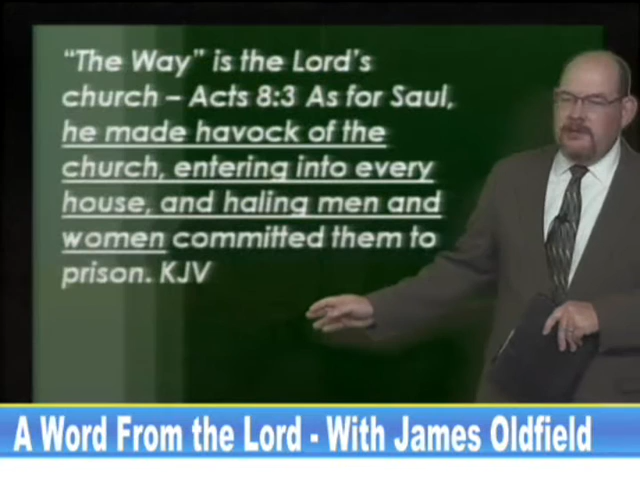 “The Way” is the Lord’s
church – Acts 8:3 As for Saul,
he made havock of the
church, entering into every
house, and haling men and
women committed them to
prison. KJV
A Word From the Lord - With James Oldfield